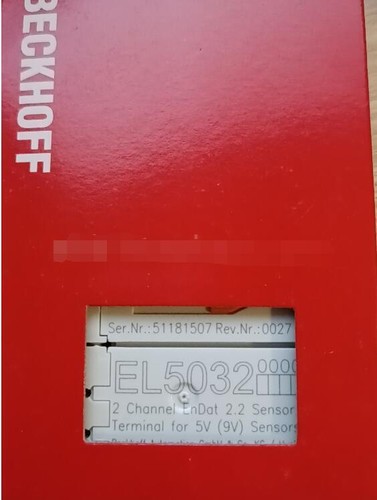 BECKHOFF
Ser.Nr.: 51181507 Rev.Nr.: 0027
EL5032
2 Channel EnDat 2.2 Sensor
Terminal for 5V (9V) Sensors